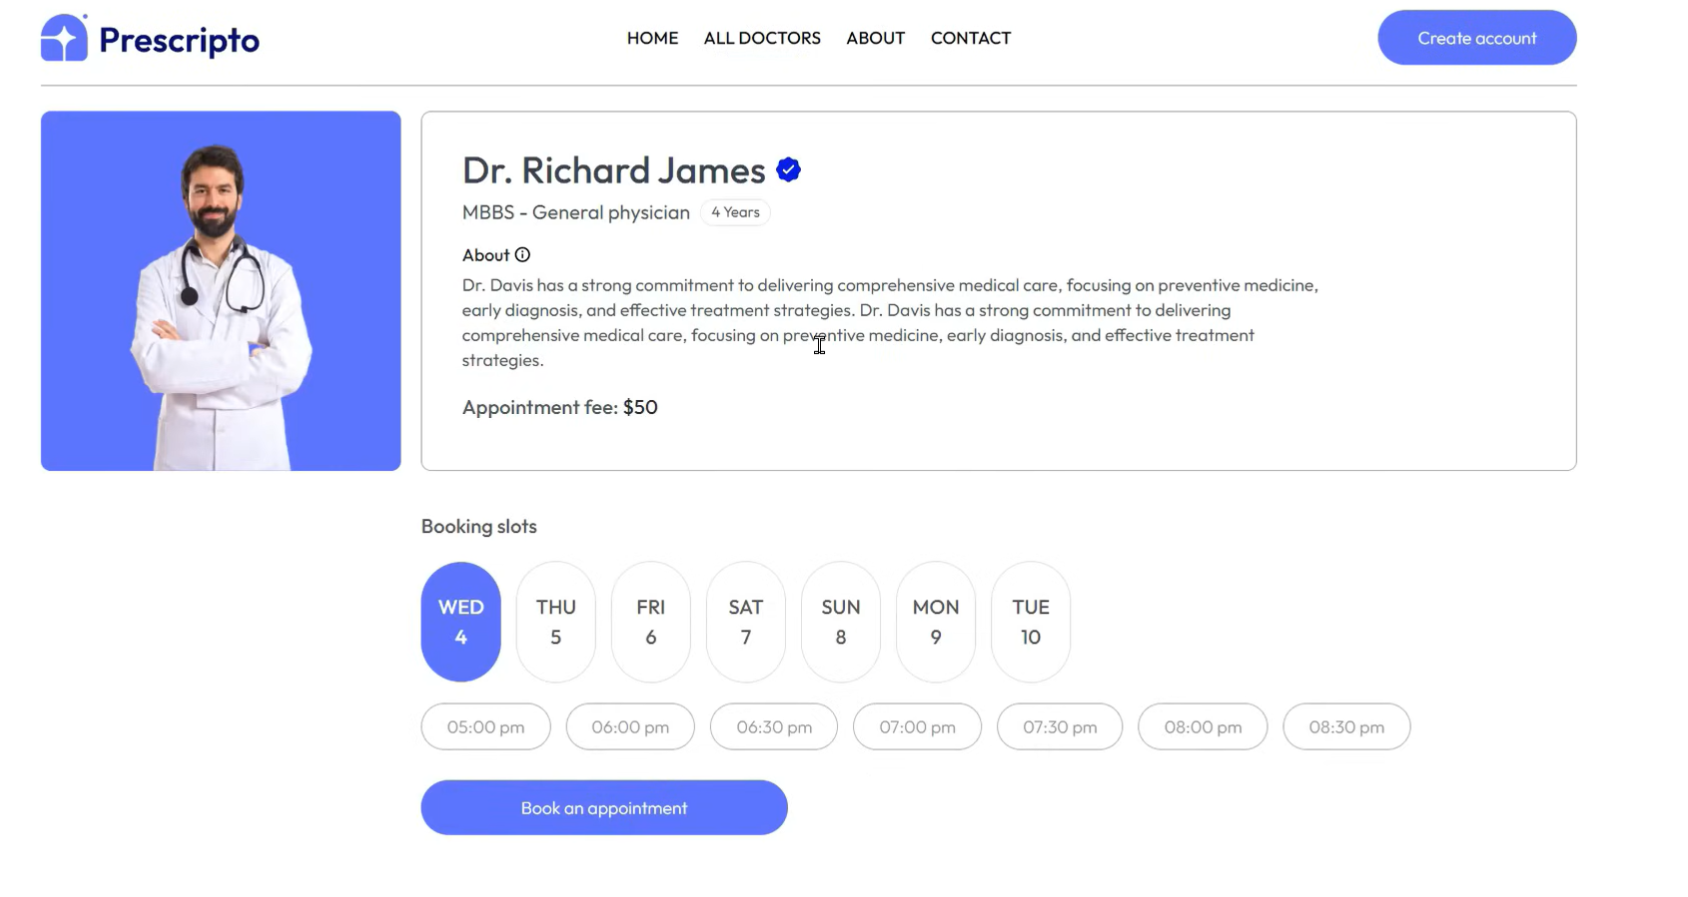 Prescripto
HOME ALL DOCTORS ABOUT CONTACT
Create account
Dr. Richard James
MBBS - General physician 4 Years
About
Dr. Davis has a strong commitment to delivering comprehensive medical care, focusing on preventive medicine,
early diagnosis, and effective treatment strategies. Dr. Davis has a strong commitment to delivering
comprehensive medical care, focusing on preventive medicine, early diagnosis, and effective treatment
strategies.
Appointment fee: $50
Booking slots
WED THU FRI SAT SUN MON TUE
4 5 6 7 8 9 10
05:00 pm 06:00 pm 06:30 pm 07:00 pm 07:30 pm 08:00 pm 08:30 pm
Book an appointment